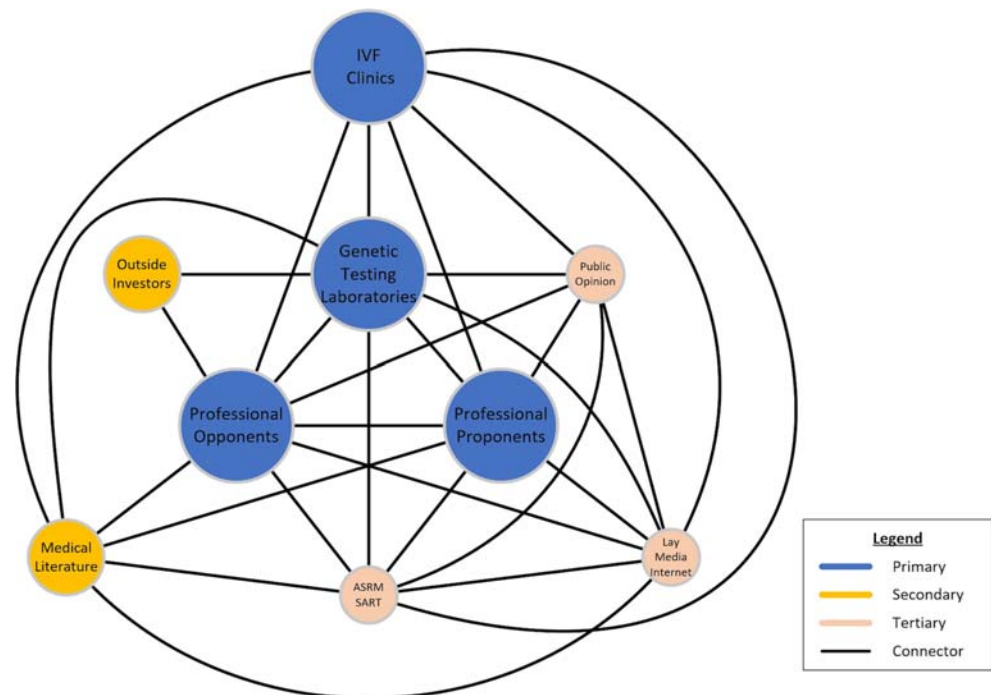 IVF
Clinics
Genetic
Testing
Laboratories
Outside
Investors
Public
Opinion
Professional
Opponents
Professional
Proponents
Medical
Literature
ASRM
SART
Lay
Media
Internet
Legend
Primary
Secondary
Tertiary
Connector